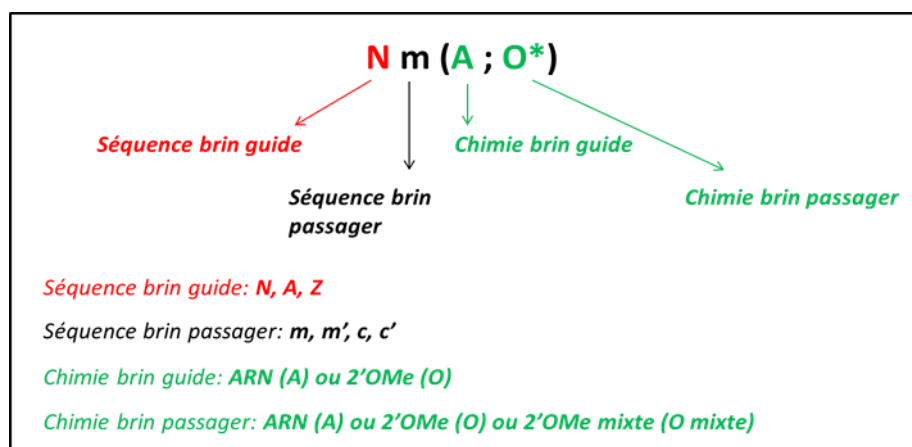 N m (A ; O*)
Séquence brin guide
Chimie brin guide
Séquence brin
passager
Chimie brin passager
Séquence brin guide: N, A, Z
Séquence brin passager: m, m’, c, c’
Chimie brin guide: ARN (A) ou 2’OMe (O)
Chimie brin passager: ARN (A) ou 2’OMe (O) ou 2’OMe mixte (O mixte)